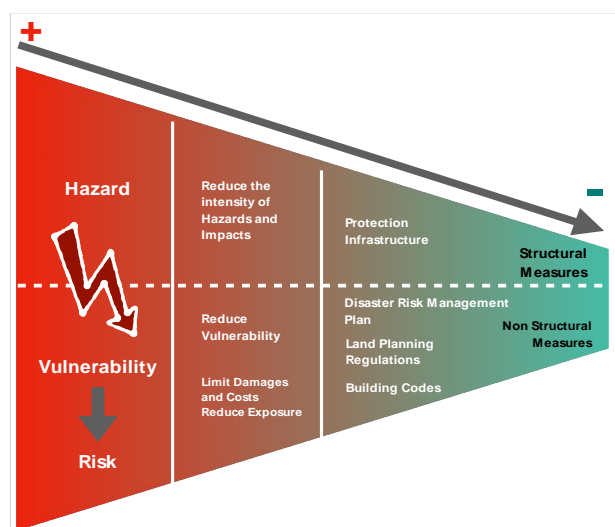 +
-
Hazard
Vulnerability
Risk
Reduce the
intensity of
Hazards and
Impacts
Reduce
Vulnerability
Limit Damages
and Costs
Reduce Exposure
Protection
Infrastructure
Disaster Risk Management
Plan
Land Planning
Regulations
Building Codes
Structural
Measures
Non Structural
Measures